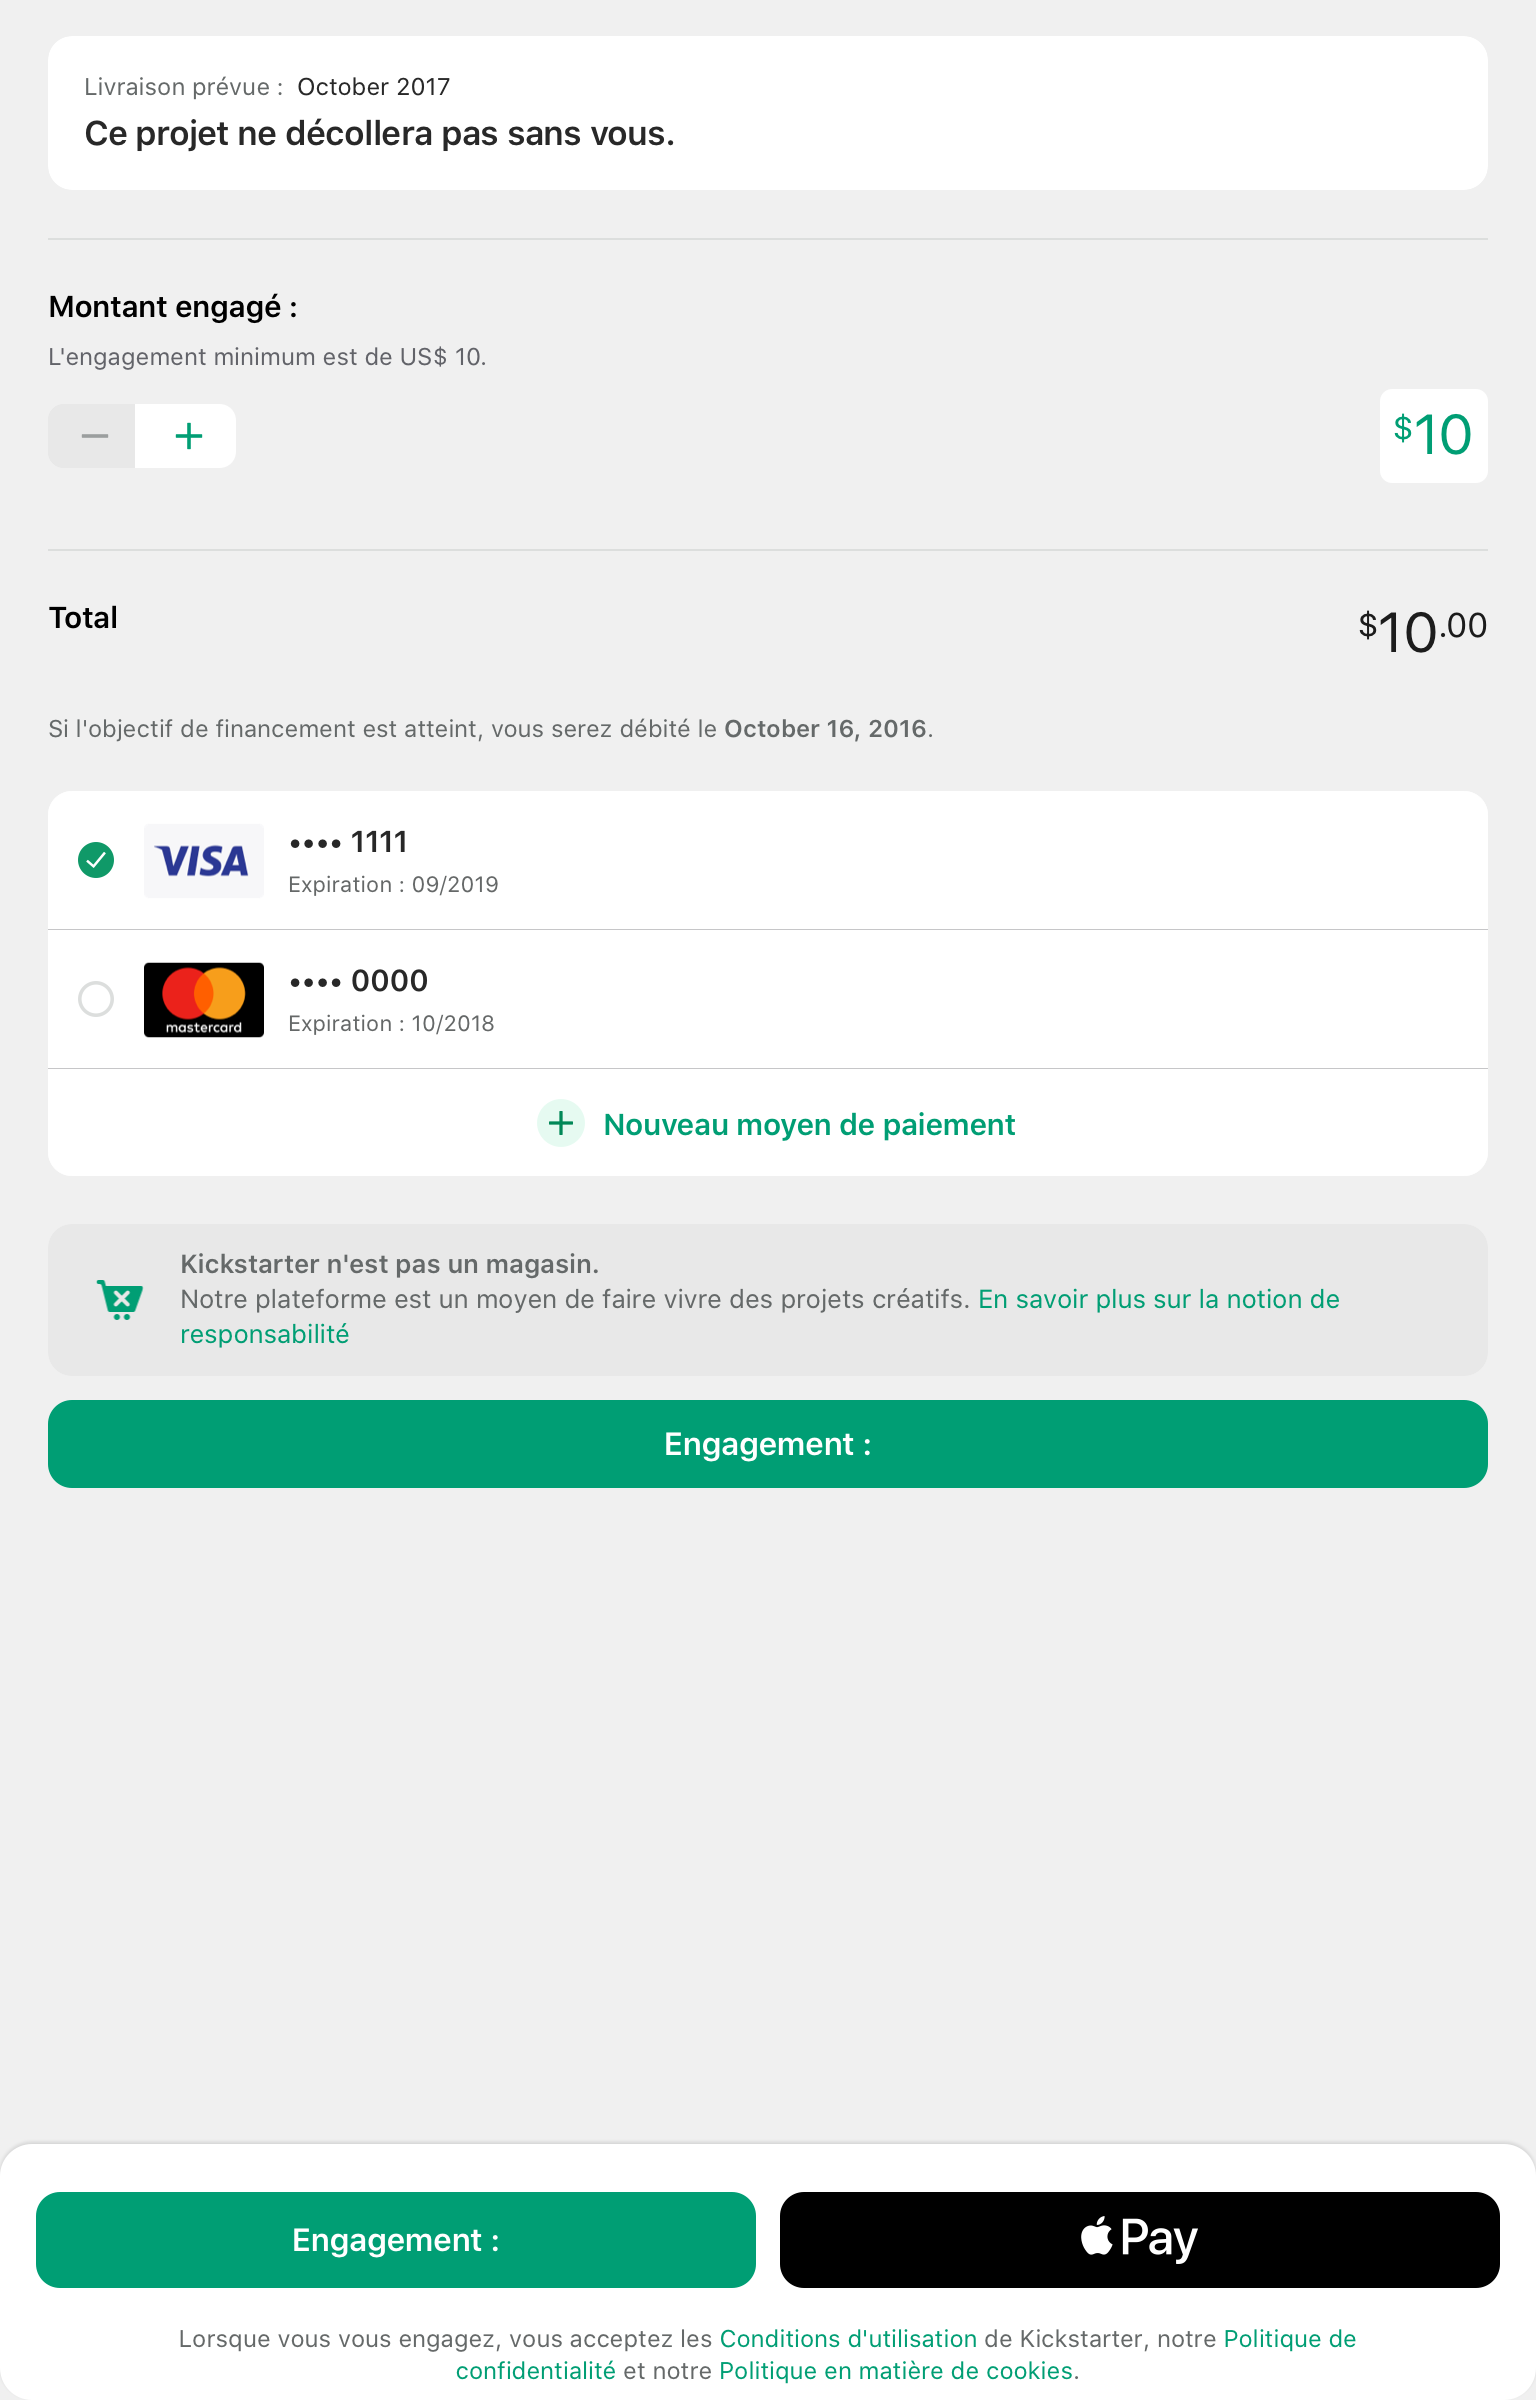 Livraison prévue : October 2017
Ce projet ne décollera pas sans vous.
Montant engagé :
L'engagement minimum est de US$ 10.
$10
Total
$10.00
Si l'objectif de financement est atteint, vous serez débité le October 16, 2016.
VISA
•••• 1111
Expiration : 09/2019
mastercard
•••• 0000
Expiration : 10/2018
Nouveau moyen de paiement
Kickstarter n'est pas un magasin.
Notre plateforme est un moyen de faire vivre des projets créatifs. En savoir plus sur la notion de
responsabilité
Engagement :
Engagement :
Pay
Lorsque vous vous engagez, vous acceptez les Conditions d'utilisation de Kickstarter, notre Politique de
confidentialité et notre Politique en matière de cookies.